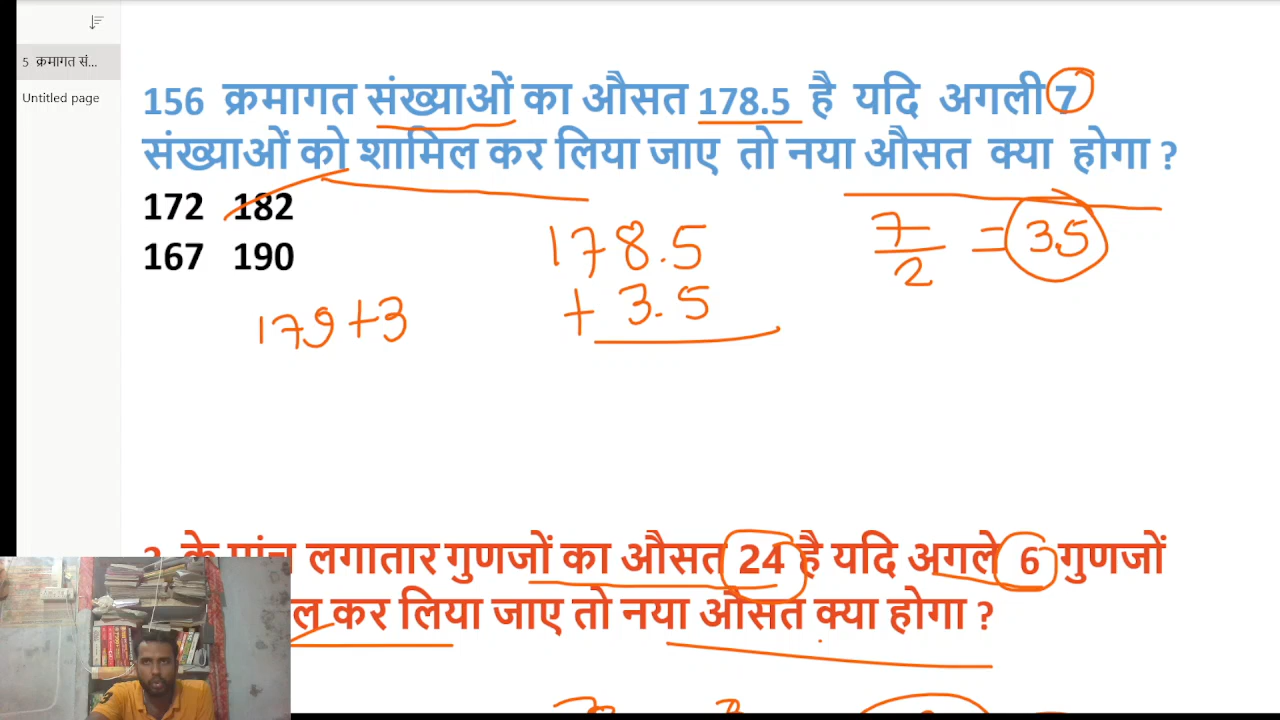 5 क्रमागत सं...
Untitled page
156 क्रमागत संख्याओं का औसत 178.5 है यदि अगली 7
संख्याओं को शामिल कर लिया जाए तो नया औसत क्या होगा ?
172 182
167 190
7/2 = 3.5
178.5
+ 3.5
179+3
के पांच लगातार गुणजों का औसत 24 है यदि अगले 6 गुणजों
कर लिया जाए तो नया औसत क्या होगा ?